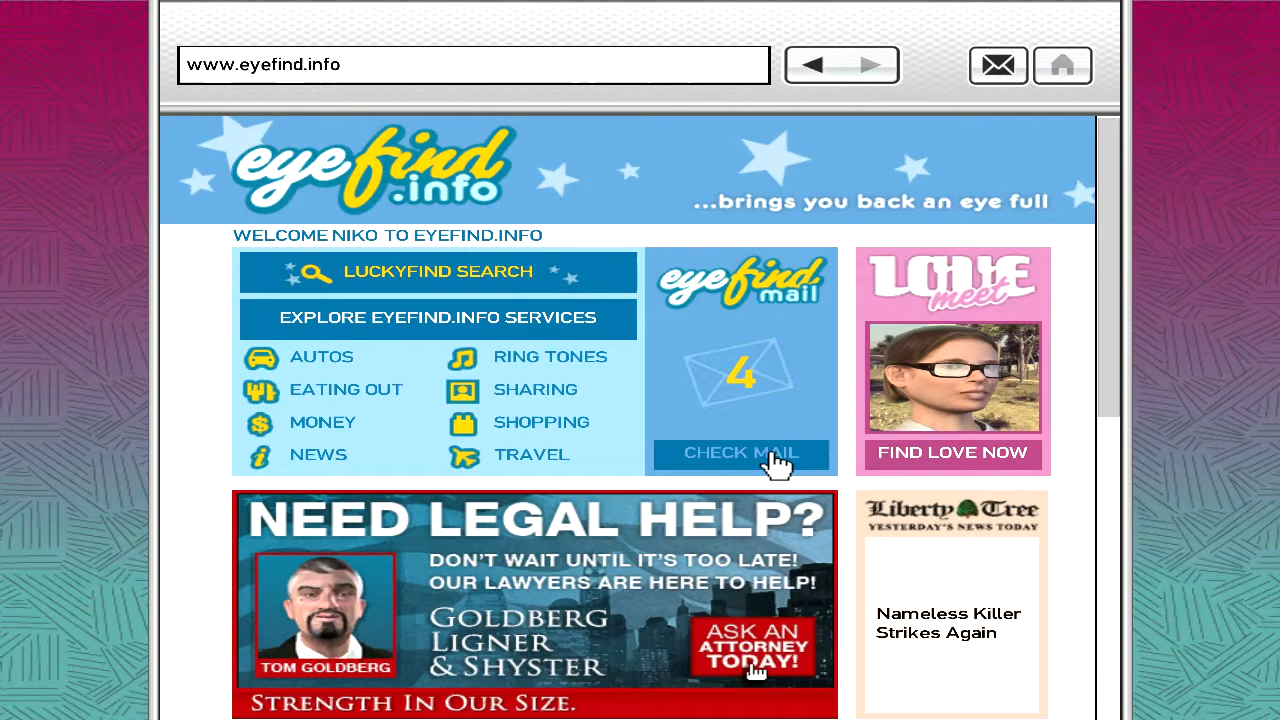 www.eyefind.info
eyefind
.info
...brings you back an eye full
WELCOME NIKO TO EYEFIND.INFO
LUCKYFIND SEARCH
EXPLORE EYEFIND.INFO SERVICES
AUTOS
RING TONES
EATING OUT
SHARING
MONEY
SHOPPING
NEWS
TRAVEL
eyefind
mail
4
CHECK MAIL
LOVE
meet
FIND LOVE NOW
NEED LEGAL HELP?
DON'T WAIT UNTIL IT'S TOO LATE!
OUR LAWYERS ARE HERE TO HELP!
GOLDBERG
LIGNER
& SHYSTER
TOM GOLDBERG
ASK AN
ATTORNEY
TODAY!
STRENGTH IN OUR SIZE.
Liberty Tree
YESTERDAY'S NEWS TODAY
Nameless Killer
Strikes Again